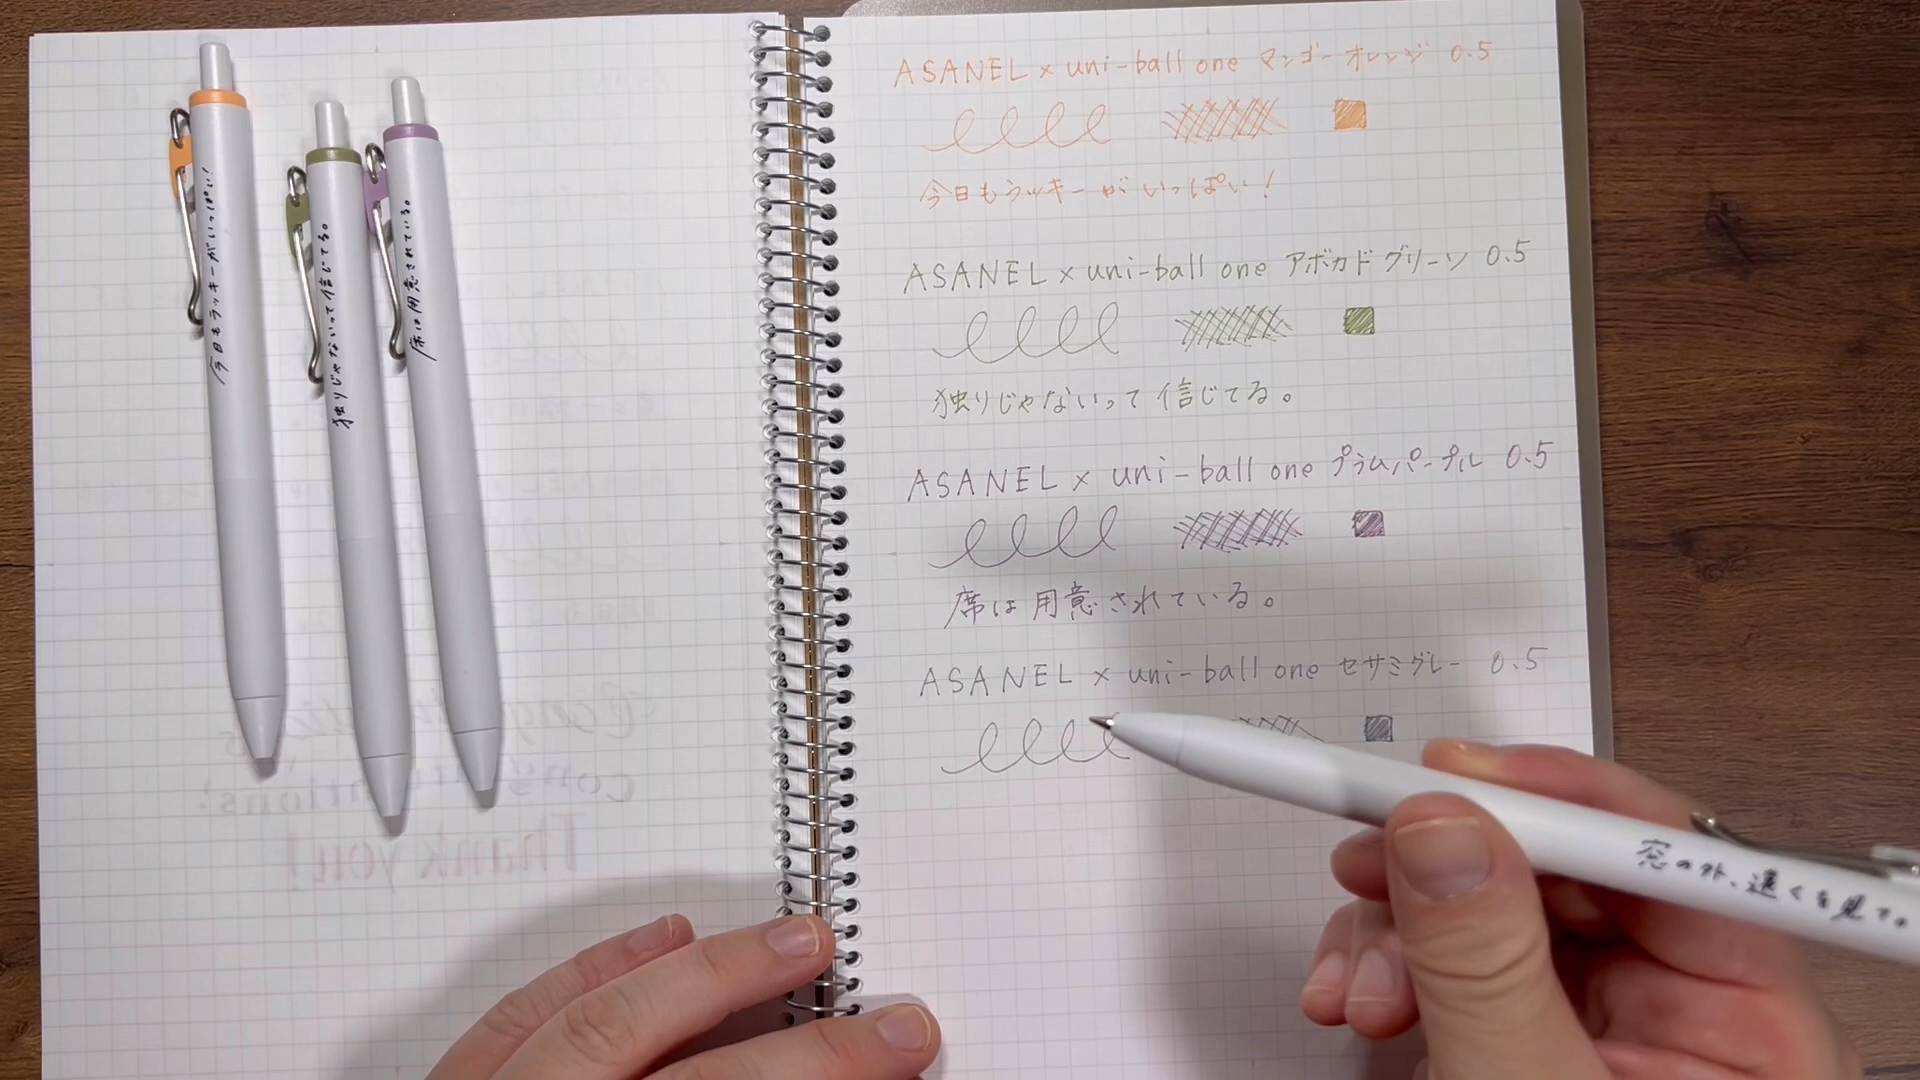 今日もラッキーがいっぱい!
独りじゃないって信じてる。
席は用意されている。
Thank you!
ASANEL × uni-ball one マンゴーオレンジ 0.5
今日もラッキーがいっぱい!
ASANEL × uni-ball one アボカドグリーン 0.5
独りじゃないって信じてる。
ASANEL × uni-ball one プラムパープル 0.5
席は用意されている。
ASANEL × uni-ball one セサミグレー 0.5
窓の外、遠くを見て。